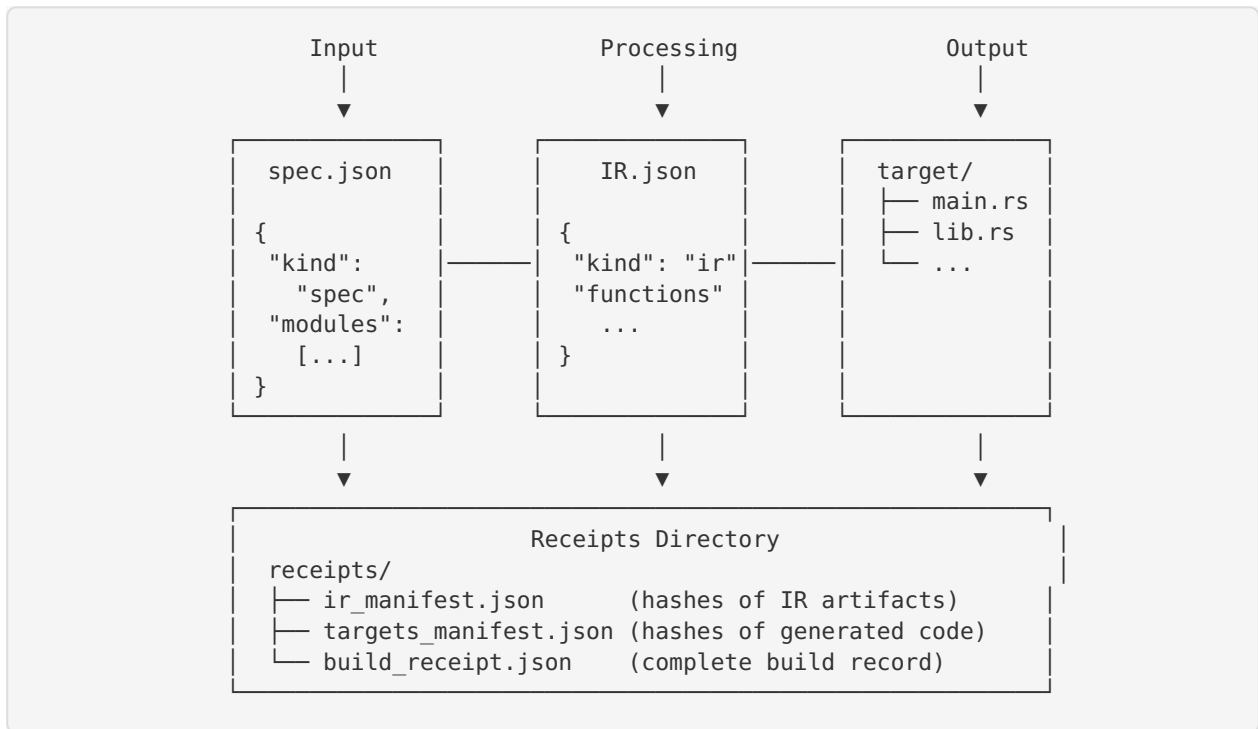 Input Processing Output
spec.json IR.json target/
├── main.rs
{ { ├── lib.rs
"kind": "kind": "ir" └── ...
"spec", "functions"
"modules": ...
[...] }
}
Receipts Directory
receipts/
├── ir_manifest.json (hashes of IR artifacts)
├── targets_manifest.json (hashes of generated code)
└── build_receipt.json (complete build record)